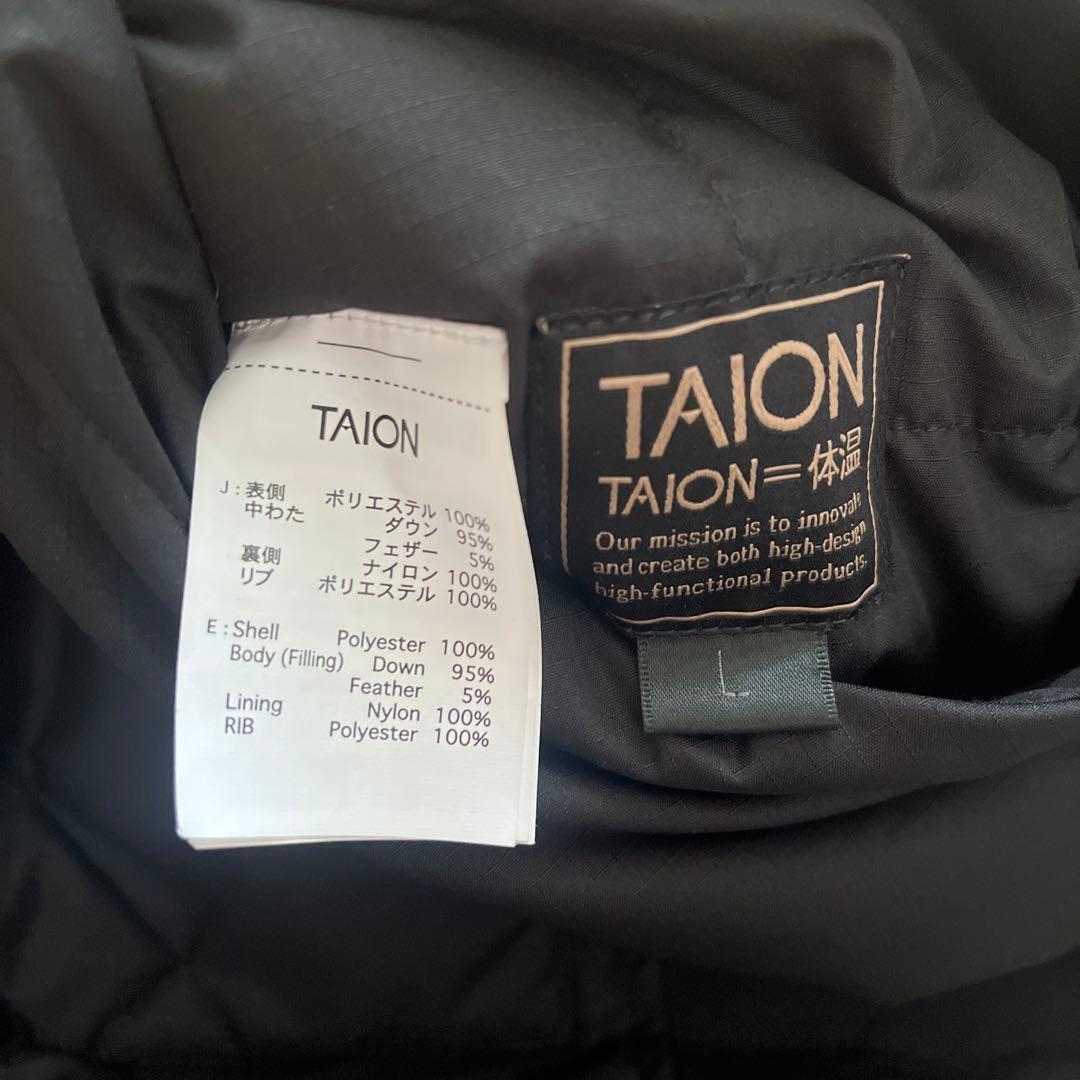 TAION
J : 表側 ポリエステル 100%
中わた ダウン 95%
フェザー 5%
裏側 ナイロン 100%
リブ ポリエステル 100%
E : Shell Polyester 100%
Body (Filling) Down 95%
Feather 5%
Lining Nylon 100%
RIB Polyester 100%
TAION
TAION=体温
Our mission is to innovate
and create both high-design
high-functional products.
L